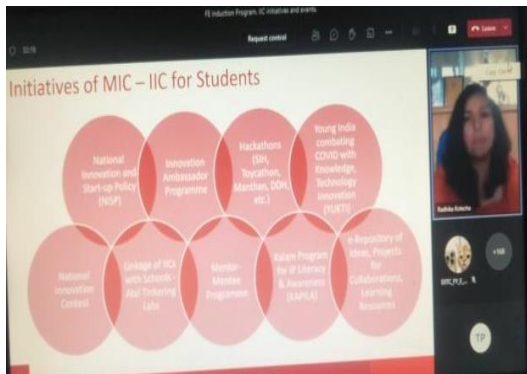 FE Induction Program, IIC initiatives and events
Request control
Leave
Initiatives of MIC – IIC for Students
National
Innovation and
Start-up Policy
(NISP)
Innovation
Ambassador
Programme
Hackathons
(SIH,
Toycathon,
Manthan, DDH,
etc.)
Young India
combating
COVID with
Knowledge,
Technology
Innovation
(YUKTI)
National
Innovation
Contest
Linkage of IICs
with Schools-
Atal Tinkering
Labs
Mentor-
Mentee
Programme
Kalam Program
for IP Literacy
& Awareness
(KAPILA)
e-Repository of
Ideas, Projects
for
Collaborations,
Learning
Resources
Radhika Kotecha
TP